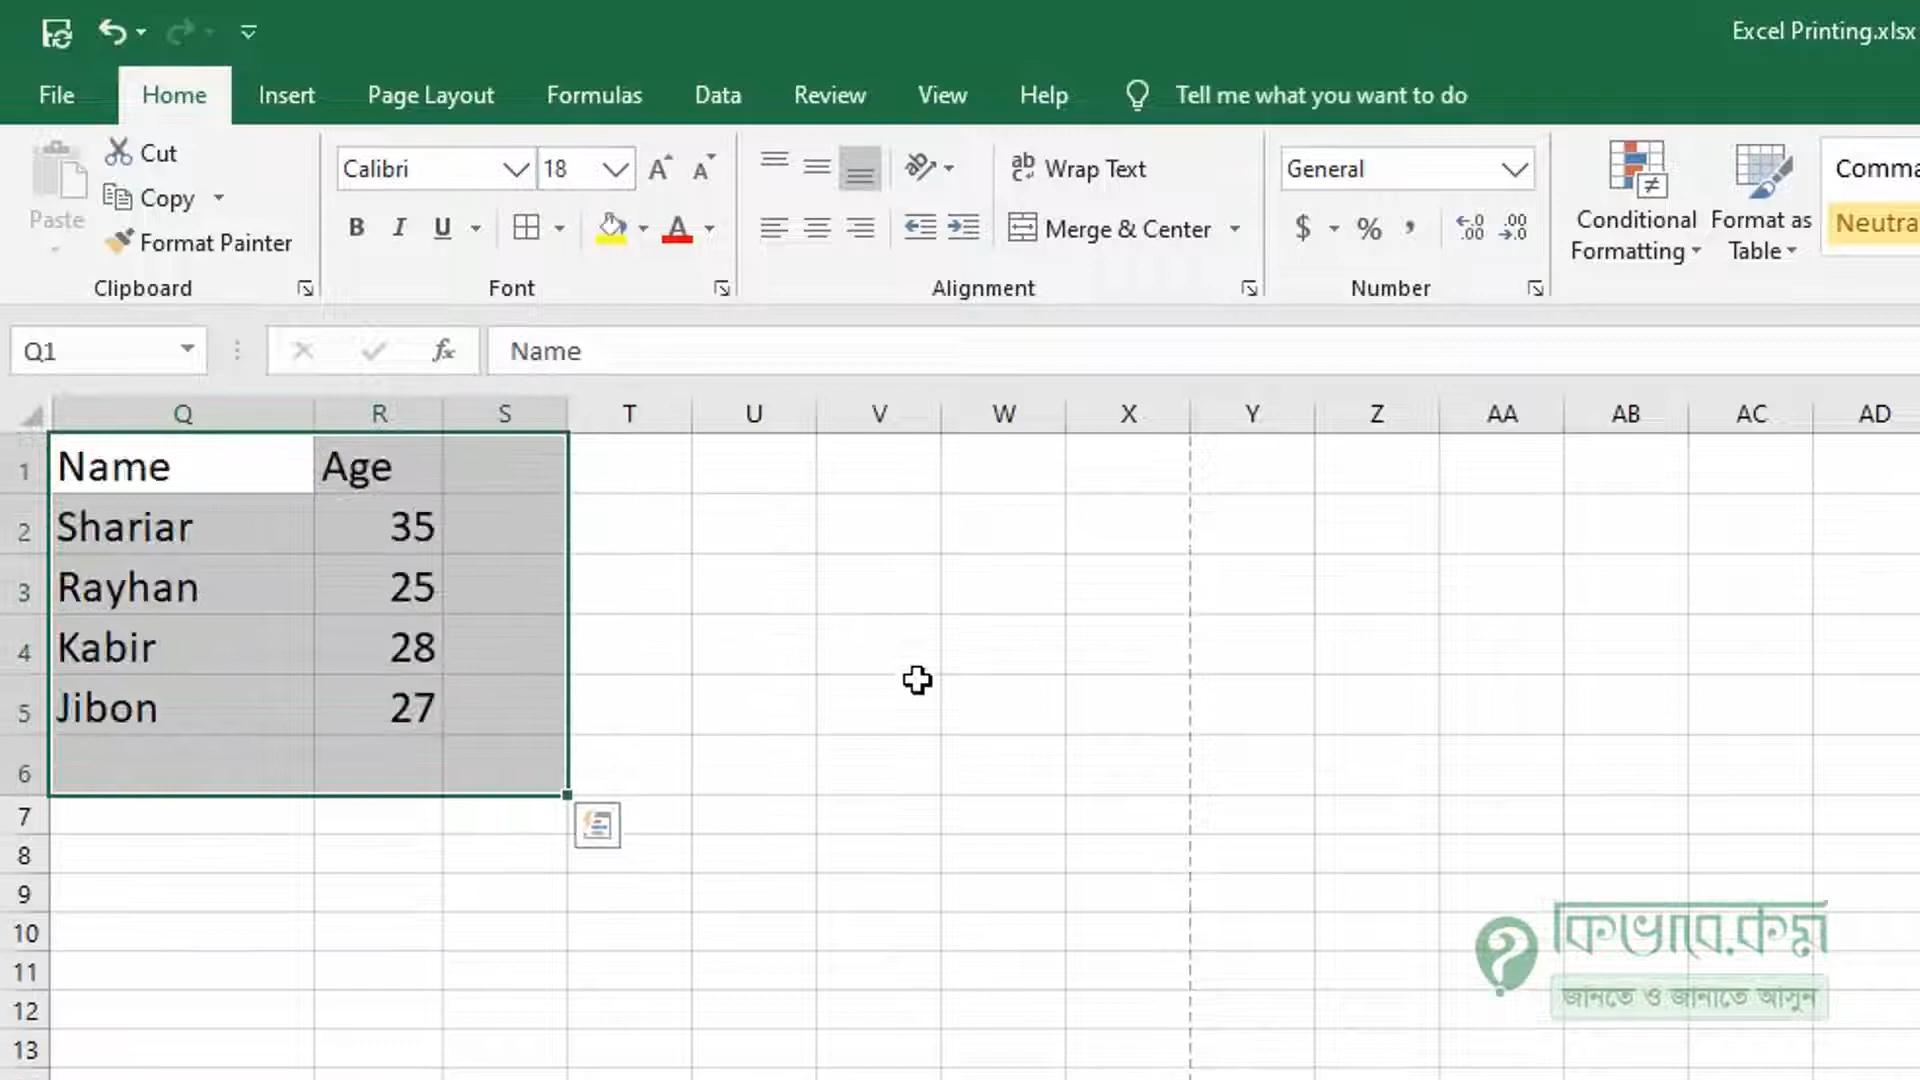 Excel Printing.xlsx
File Home Insert Page Layout Formulas Data Review View Help Tell me what you want to do
Paste
Cut
Copy
Format Painter
Clipboard
Calibri 18
B I U A
Font
Wrap Text
Merge & Center
Alignment
General
$ % ,
Number
Conditional Formatting
Format as Table
Comma
Neutra
Q1 fx Name
Q R S T U V W X Y Z AA AB AC AD
1 Name Age
2 Shariar 35
3 Rayhan 25
4 Kabir 28
5 Jibon 27
6
7
8
9
10
11
12
13
কিভাবে.কম
জানতে ও জানাতে আসুন